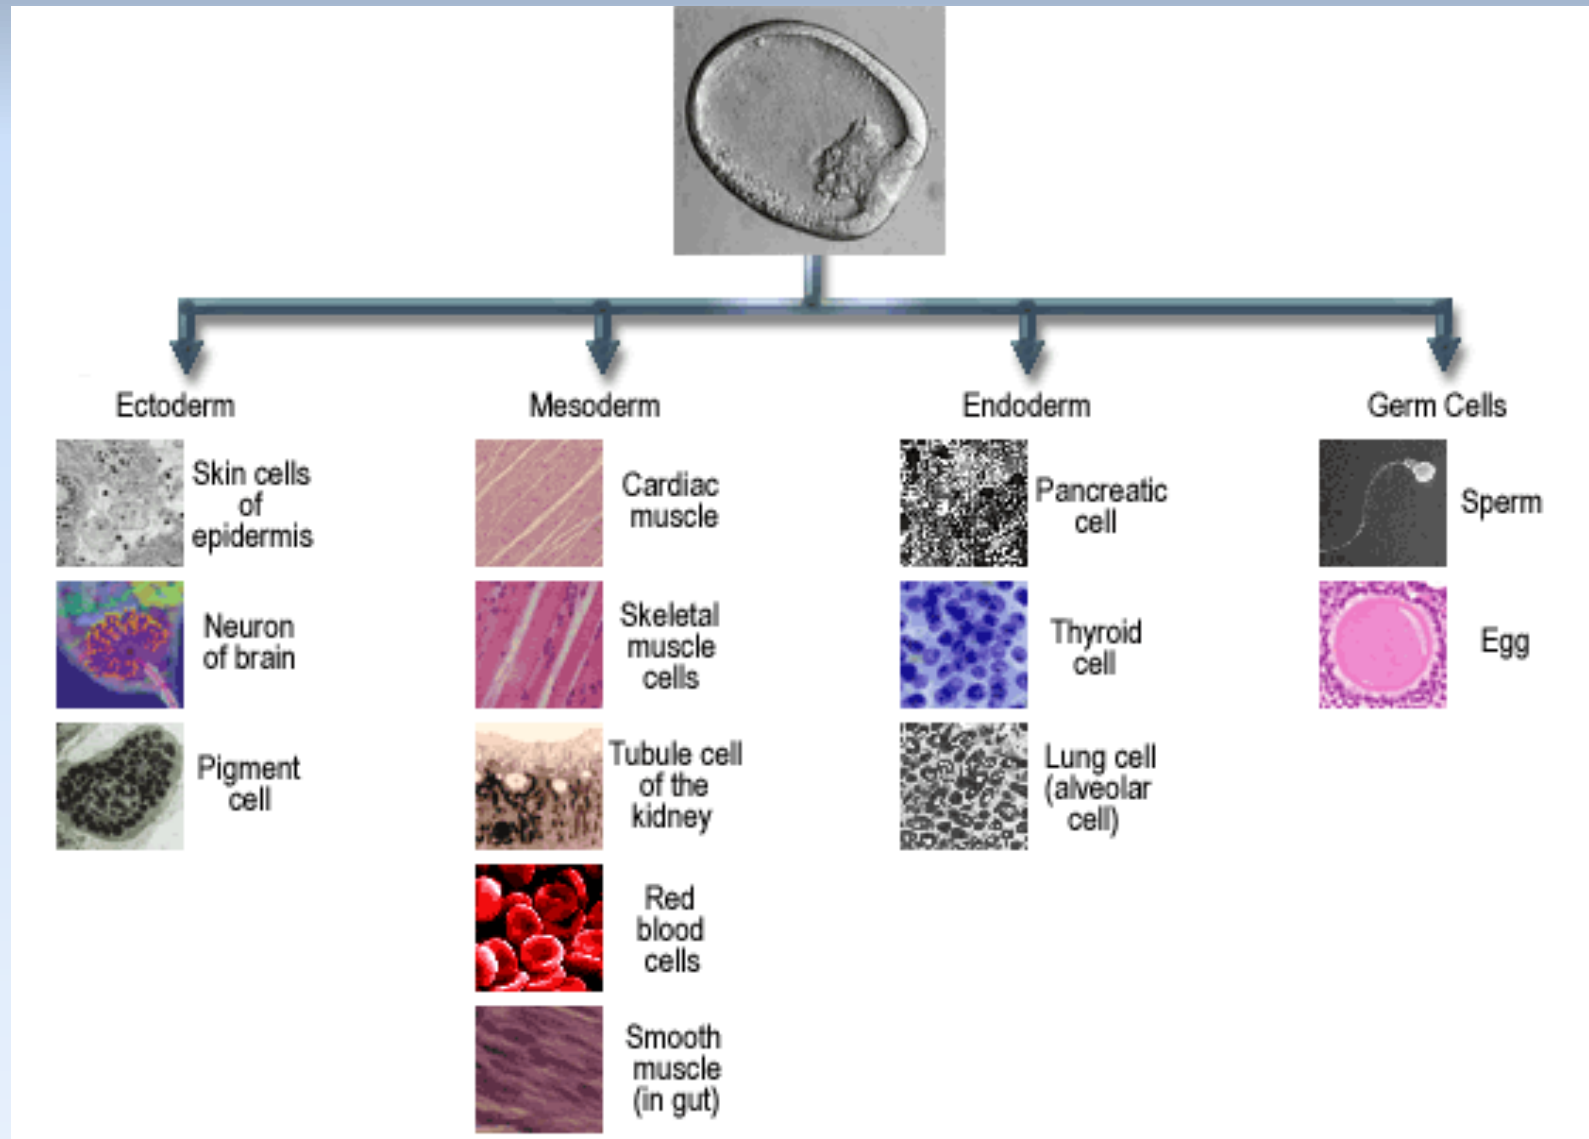 Ectoderm
Mesoderm
Endoderm
Germ Cells
Skin cells
of
epidermis
Neuron
of brain
Pigment
cell
Cardiac
muscle
Skeletal
muscle
cells
Tubule cell
of the
kidney
Red
blood
cells
Smooth
muscle
(in gut)
Pancreatic
cell
Thyroid
cell
Lung cell
(alveolar
cell)
Sperm
Egg